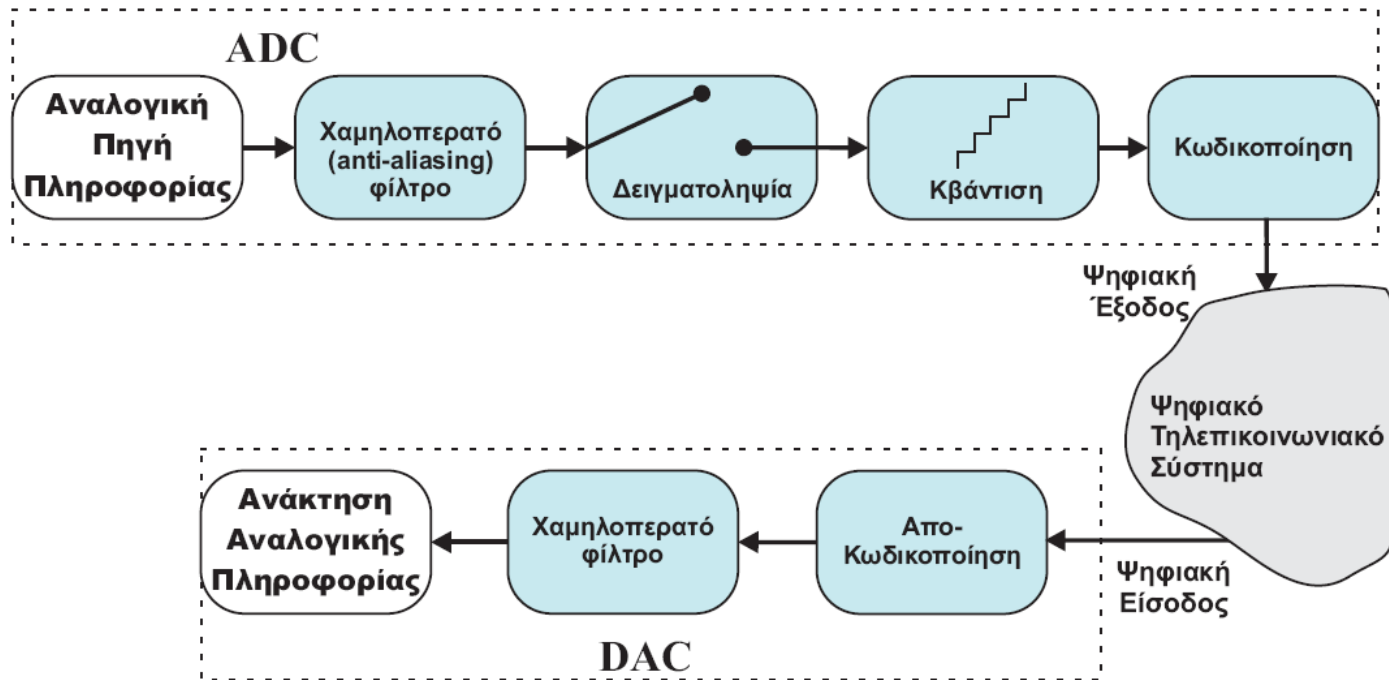 ADC
Αναλογική
Πηγή
Πληροφορίας
Χαμηλοπερατό
(anti-aliasing)
φίλτρο
Δειγματοληψία
Κβάντιση
Κωδικοποίηση
Ψηφιακή
Έξοδος
Ψηφιακό
Τηλεπικοινωνιακό
Σύστημα
Ψηφιακή
Είσοδος
Απο-
Κωδικοποίηση
Χαμηλοπερατό
φίλτρο
Ανάκτηση
Αναλογικής
Πληροφορίας
DAC